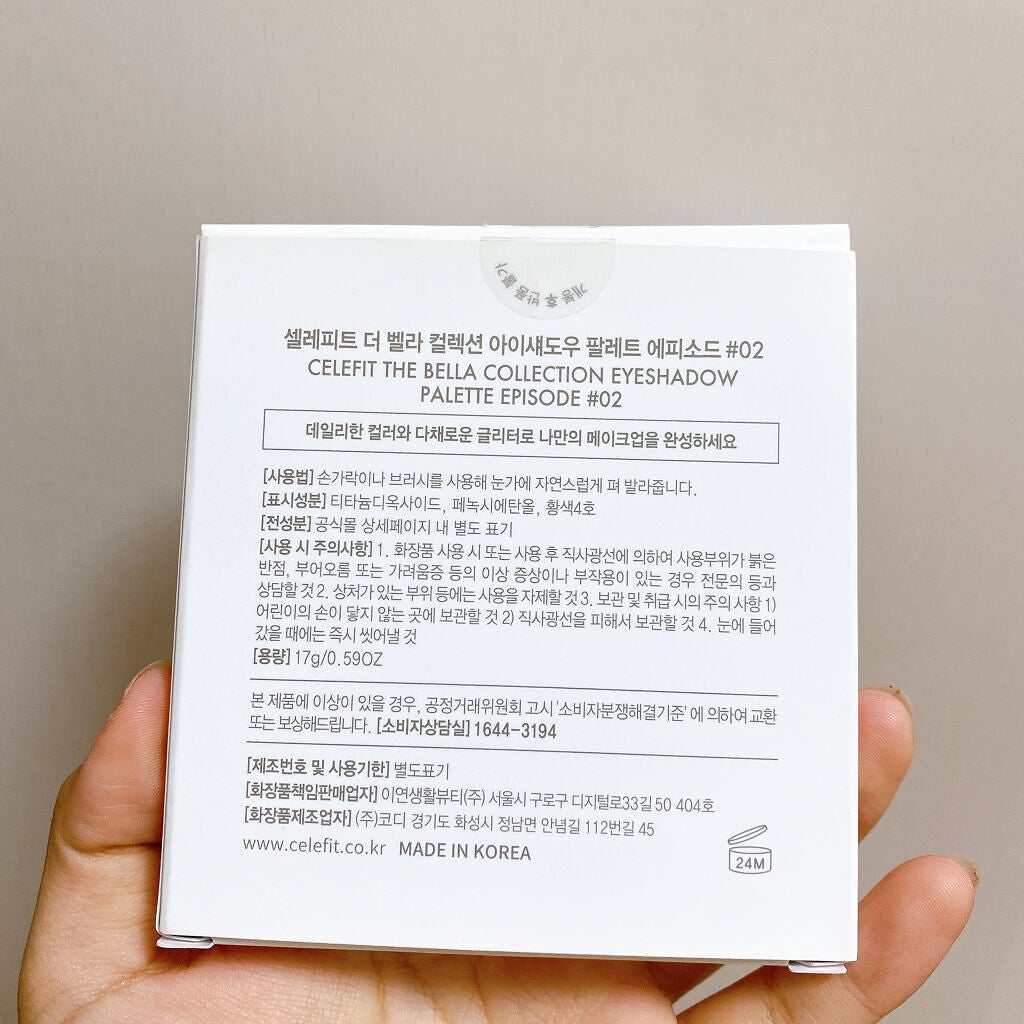 개봉 후 반품 불가
셀레피트 더 벨라 컬렉션 아이섀도우 팔레트 에피소드 #02
CELEFIT THE BELLA COLLECTION EYESHADOW
PALETTE EPISODE #02
데일리한 컬러와 다채로운 글리터로 나만의 메이크업을 완성하세요
[사용법] 손가락이나 브러시를 사용해 눈가에 자연스럽게 펴 발라줍니다.
[표시성분] 티타늄디옥사이드, 페녹시에탄올, 황색4호
[전성분] 공식몰 상세페이지 내 별도 표기
[사용 시 주의사항] 1. 화장품 사용 시 또는 사용 후 직사광선에 의하여 사용부위가 붉은
반점, 부어오름 또는 가려움증 등의 이상 증상이나 부작용이 있는 경우 전문의 등과
상담할 것 2. 상처가 있는 부위 등에는 사용을 자제할 것 3. 보관 및 취급 시의 주의 사항 1)
어린이의 손이 닿지 않는 곳에 보관할 것 2) 직사광선을 피해서 보관할 것 4. 눈에 들어
갔을 때에는 즉시 씻어낼 것
[용량] 17g/0.59OZ
본 제품에 이상이 있을 경우, 공정거래위원회 고시 '소비자분쟁해결기준' 에 의하여 교환
또는 보상해드립니다. [소비자상담실] 1644-3194
[제조번호 및 사용기한] 별도표기
[화장품책임판매업자] 이연생활뷰티(주) 서울시 구로구 디지털로33길 50 404호
[화장품제조업자] (주)코디 경기도 화성시 정남면 안녕길 112번길 45
www.celefit.co.kr MADE IN KOREA
24M